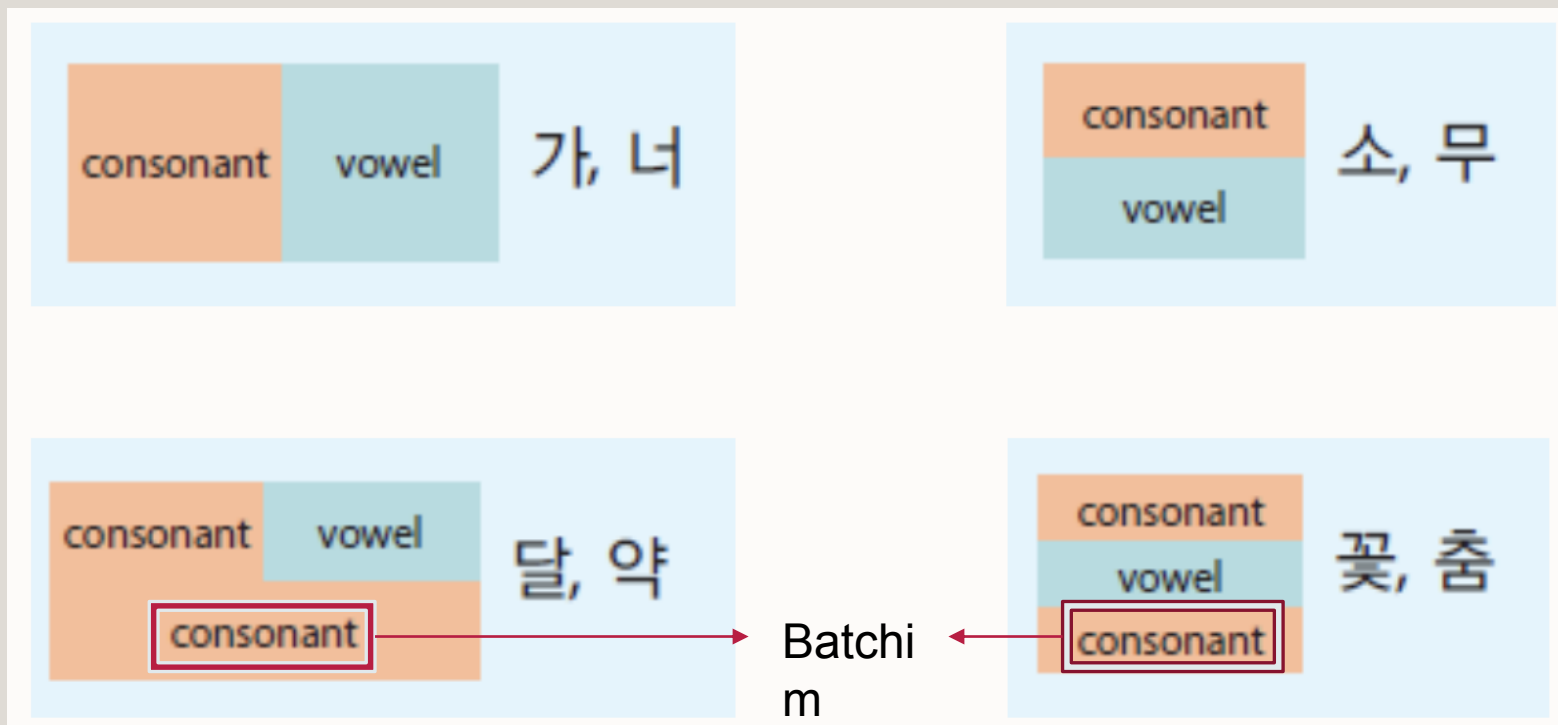 consonant vowel 가, 너
consonant
vowel
소, 무
consonant vowel
consonant
달, 약
consonant
vowel
consonant
꽃, 춤
Batchi
m